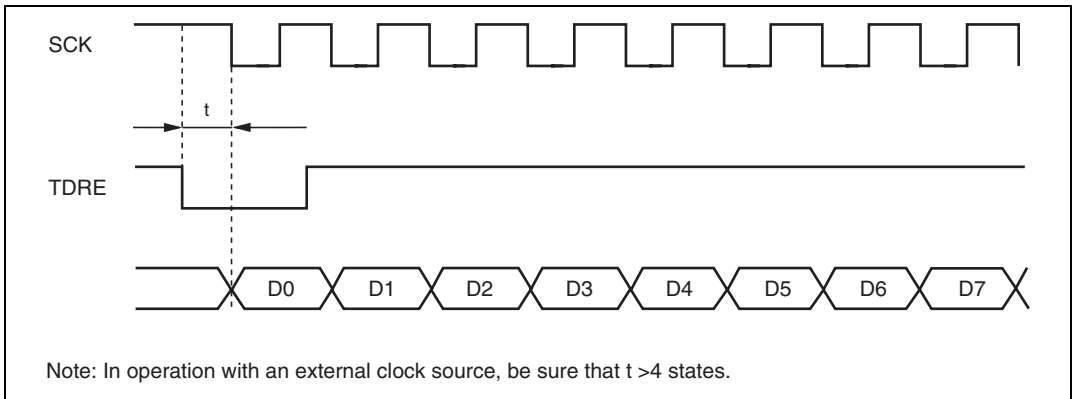 SCK
t
TDRE
D0 D1 D2 D3 D4 D5 D6 D7
Note: In operation with an external clock source, be sure that t >4 states.